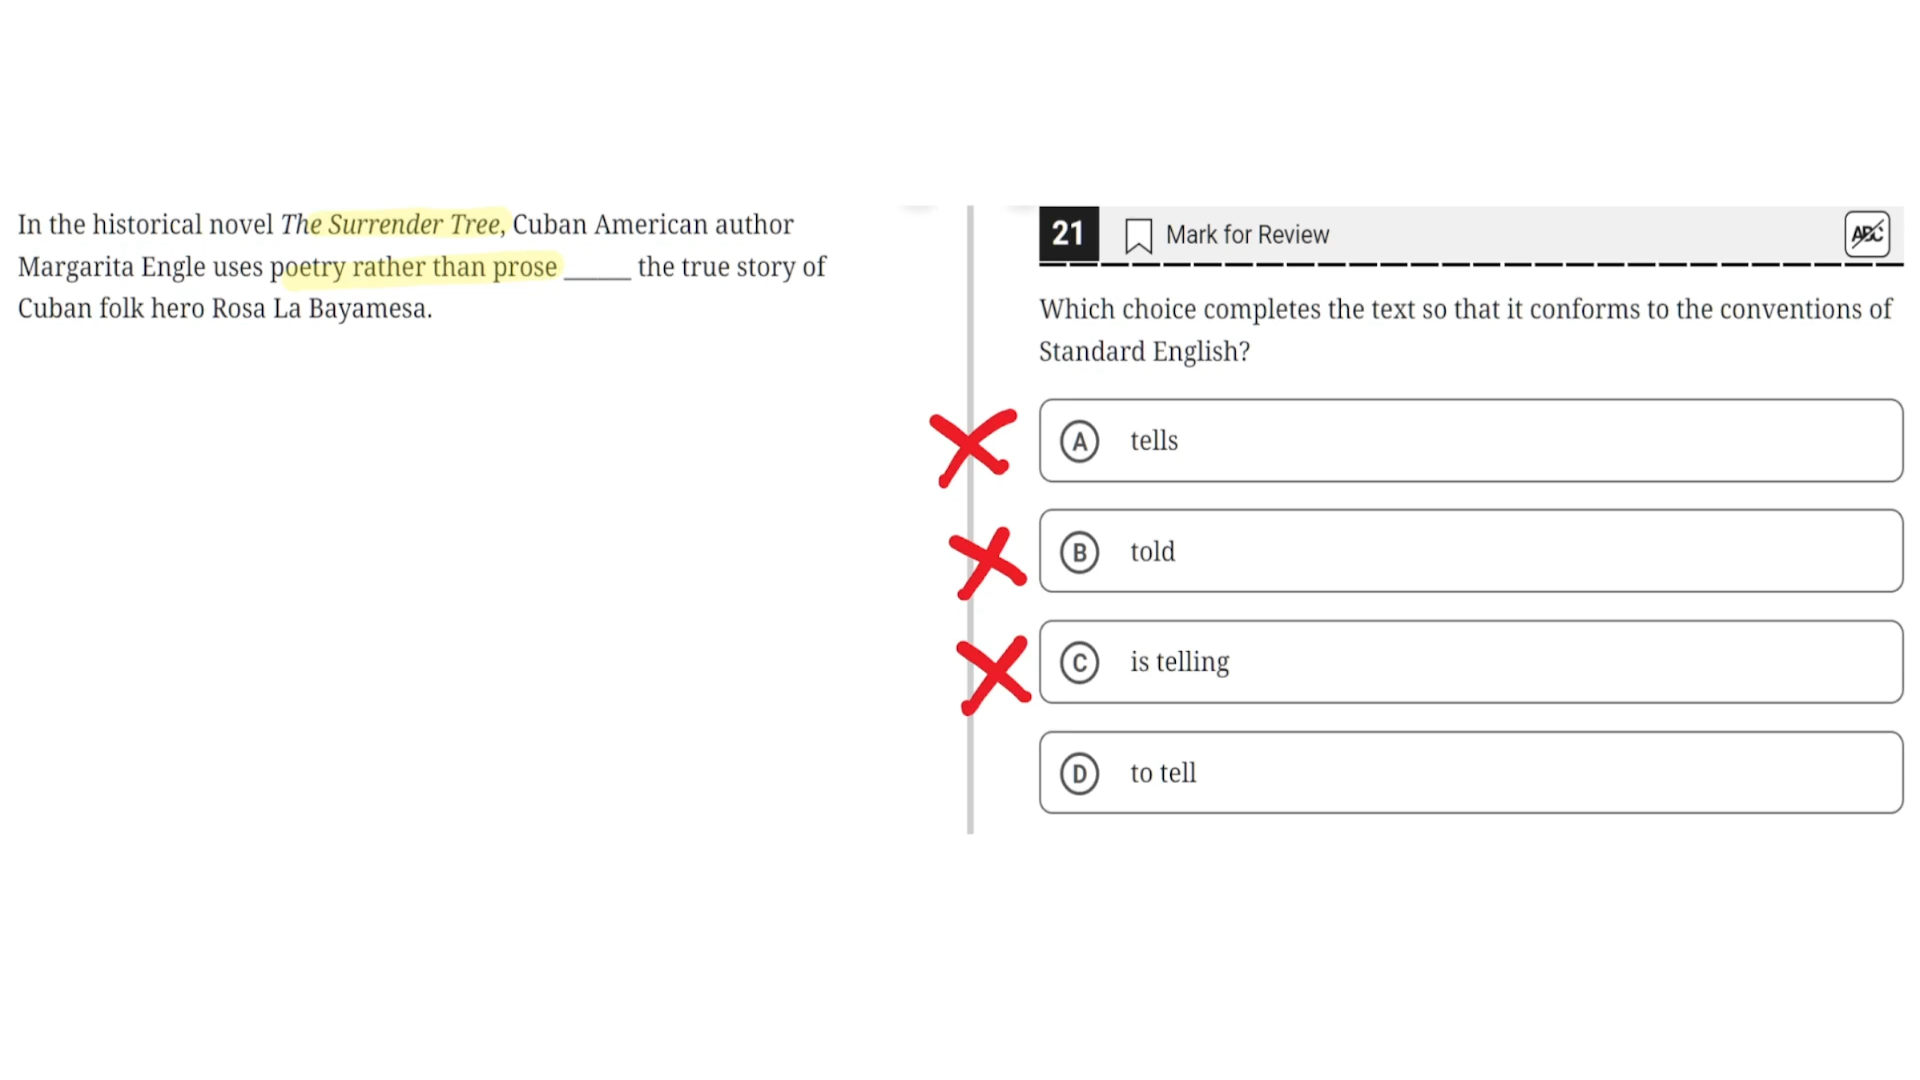 In the historical novel The Surrender Tree, Cuban American author
Margarita Engle uses poetry rather than prose ______ the true story of
Cuban folk hero Rosa La Bayamesa.
21 Mark for Review ABC
Which choice completes the text so that it conforms to the conventions of
Standard English?
A tells
B told
C is telling
D to tell